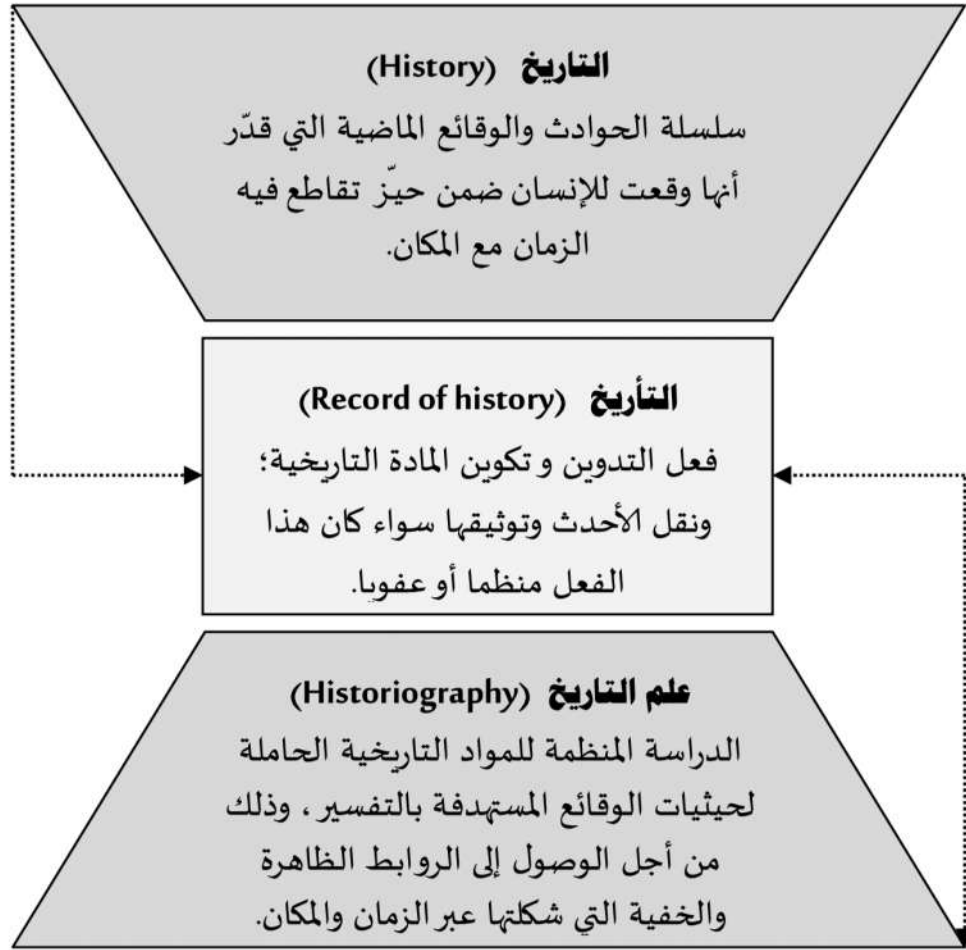 التاريخ (History)
سلسلة الحوادث والوقائع الماضية التي قدّر
أنها وقعت للإنسان ضمن حيّز تقاطع فيه
الزمان مع المكان.
التأريخ (Record of history)
فعل التدوين و تكوين المادة التاريخية؛
ونقل الأحدث وتوثيقها سواء كان هذا
الفعل منظما أو عفويا.
علم التاريخ (Historiography)
الدراسة المنظمة للمواد التاريخية الحاملة
لحيثيات الوقائع المستهدفة بالتفسير، وذلك
من أجل الوصول إلى الروابط الظاهرة
والخفية التي شكلتها عبر الزمان والمكان.